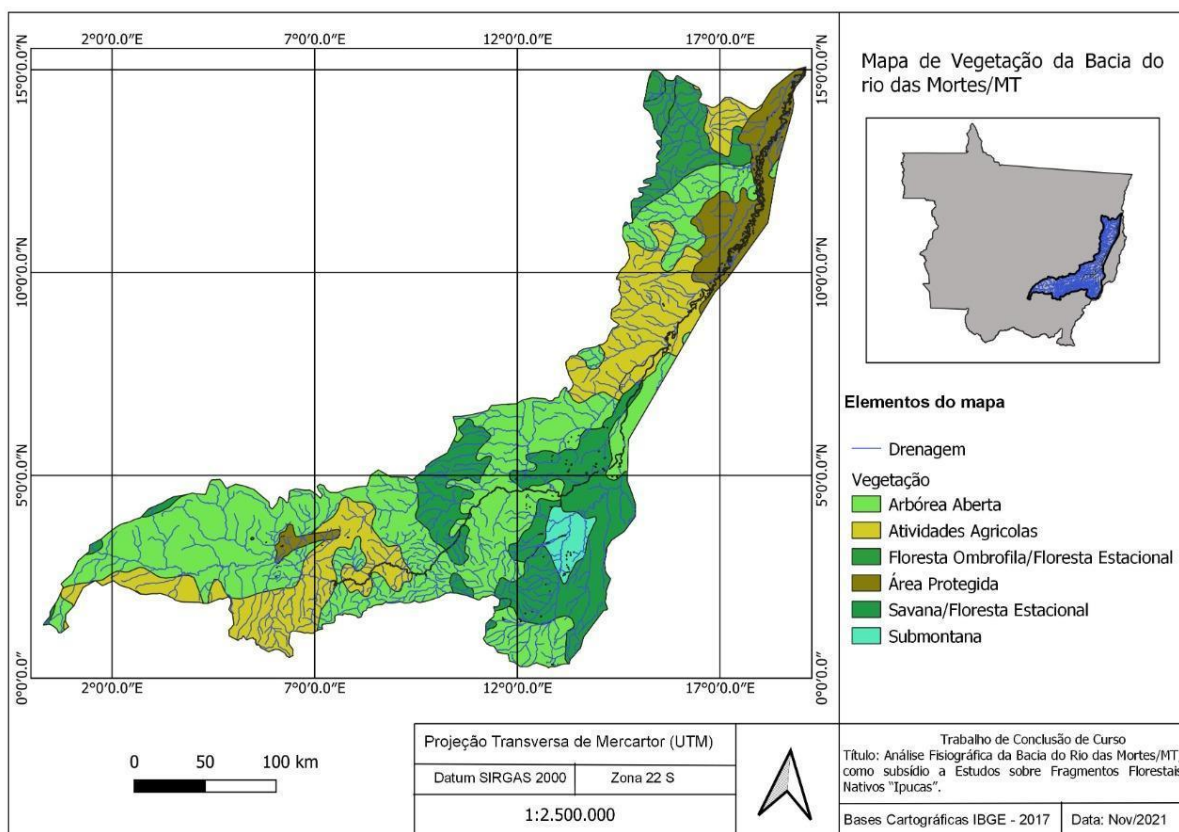 2°0'0.0"E 7°0'0.0"E 12°0'0.0"E 17°0'0.0"E
15°0'0.0"N
10°0'0.0"N
5°0'0.0"N
0°0'0.0"
15°0'0.0"N
10°0'0.0"N
5°0'0.0"N
0°0'0.0"
2°0'0.0"E 7°0'0.0"E 12°0'0.0"E 17°0'0.0"E
Mapa de Vegetação da Bacia do
rio das Mortes/MT
Elementos do mapa
Drenagem
Vegetação
Arbórea Aberta
Atividades Agricolas
Floresta Ombrofila/Floresta Estacional
Área Protegida
Savana/Floresta Estacional
Submontana
0 50 100 km
Projeção Transversa de Mercartor (UTM)
Datum SIRGAS 2000 Zona 22 S
1:2.500.000
Trabalho de Conclusão de Curso
Título: Análise Fisiográfica da Bacia do Rio das Mortes/MT,
como subsídio a Estudos sobre Fragmentos Florestais
Nativos "Ipucas".
Bases Cartográficas IBGE - 2017 Data: Nov/2021